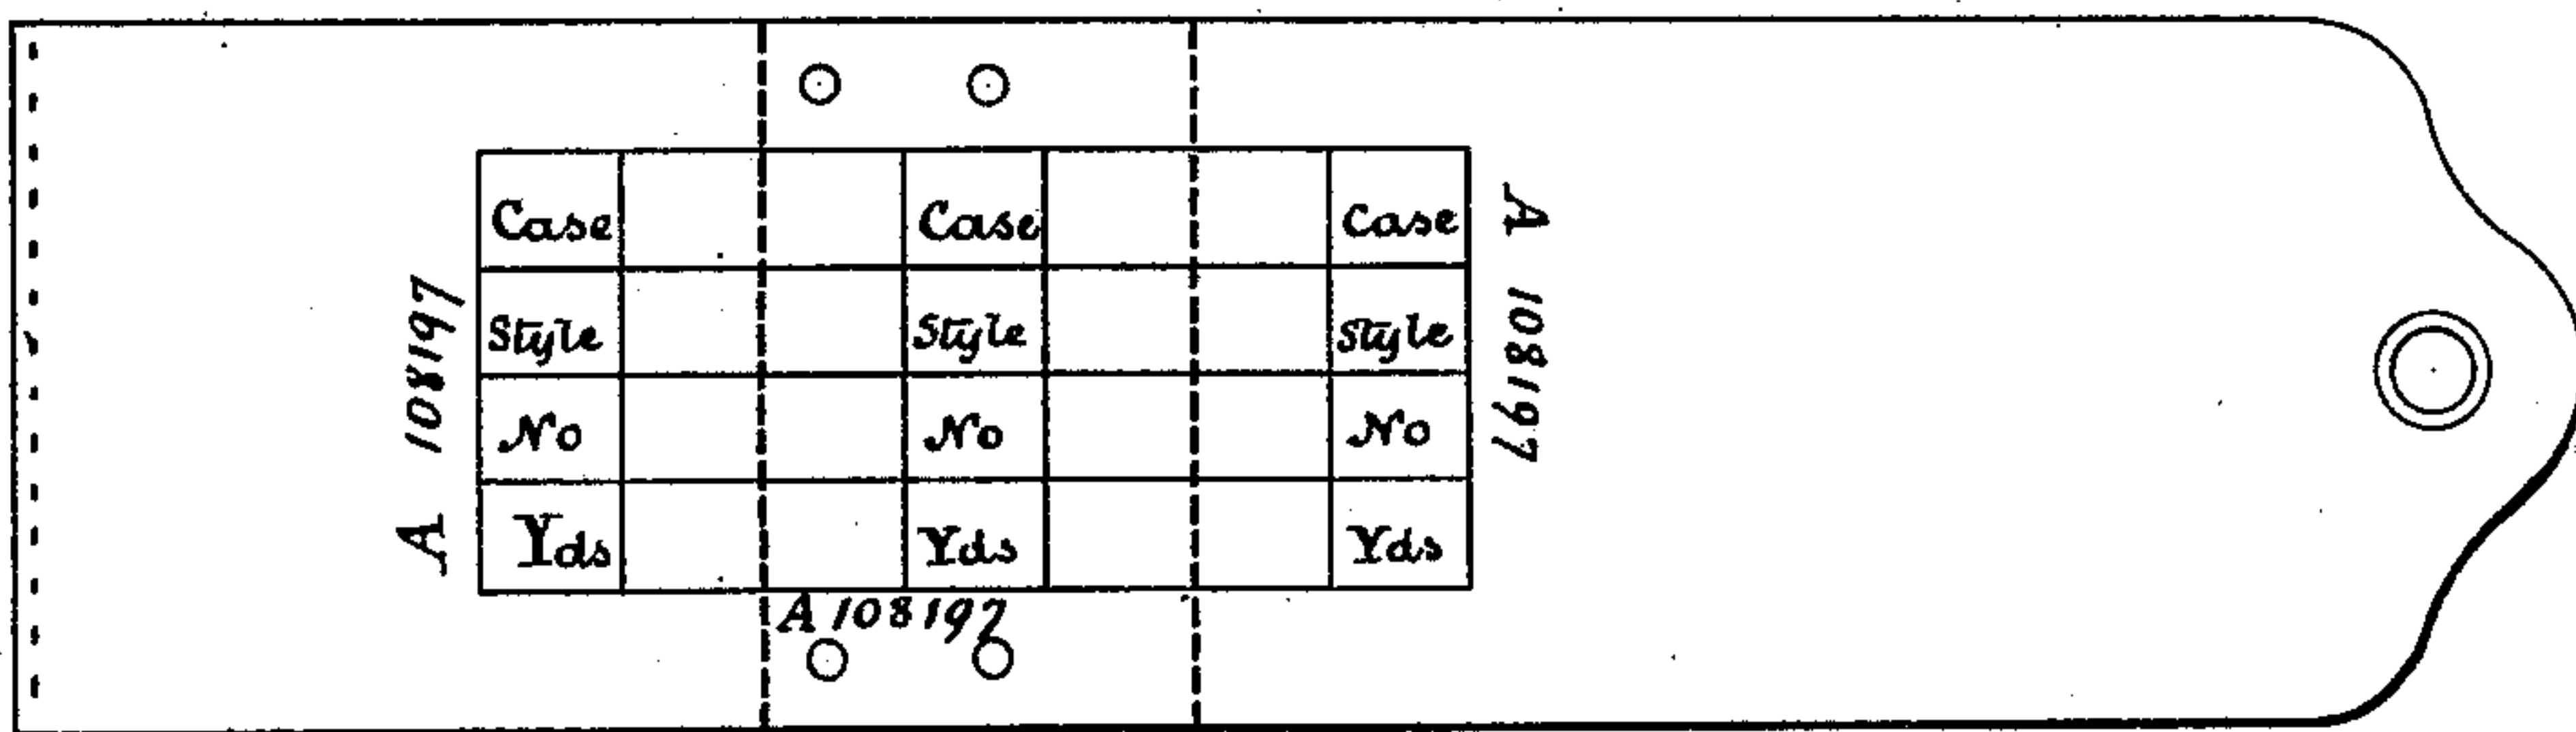 A 108197
Case Case Case
Style Style Style
No No No
Yds Yds Yds
A 108197
A 108197